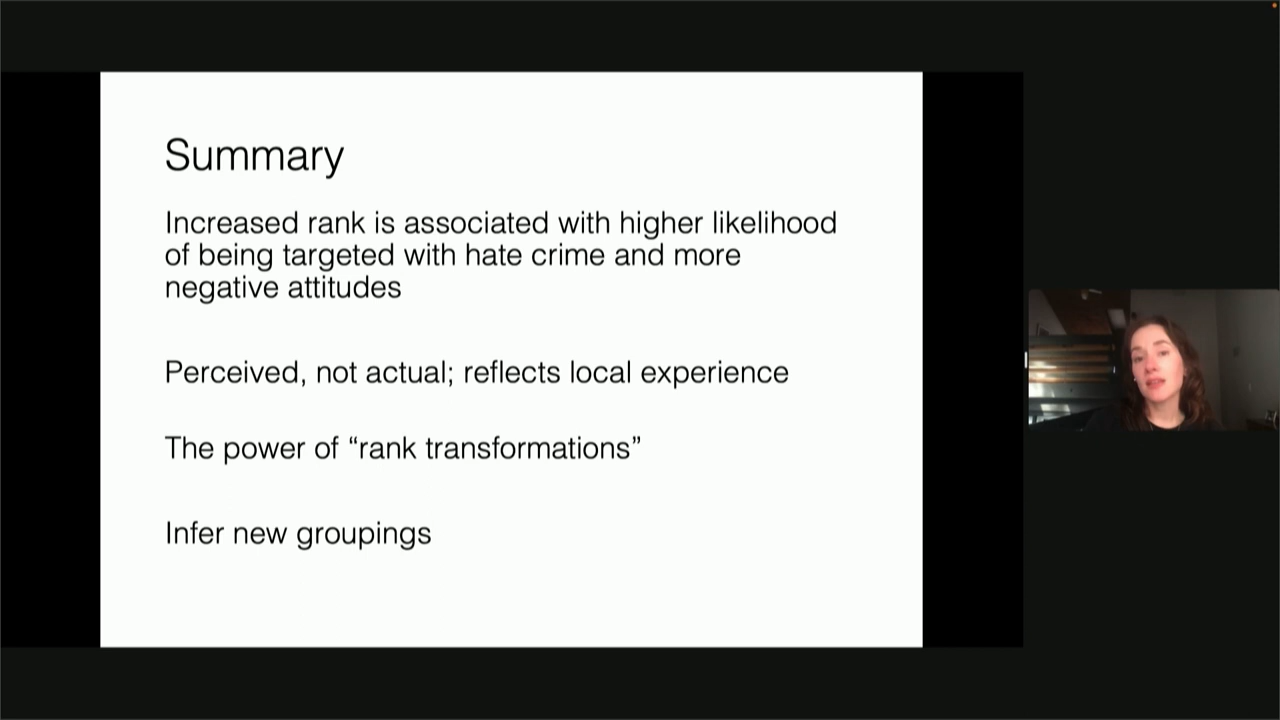 Summary
Increased rank is associated with higher likelihood
of being targeted with hate crime and more
negative attitudes
Perceived, not actual; reflects local experience
The power of “rank transformations”
Infer new groupings